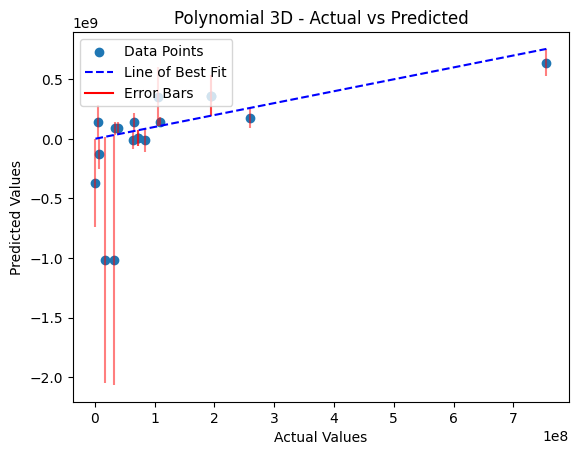 Polynomial 3D - Actual vs Predicted
1e9
Data Points
Line of Best Fit
Error Bars
0.5
0.0
−0.5
−1.0
−1.5
−2.0
Predicted Values
0 1 2 3 4 5 6 7
1e8
Actual Values